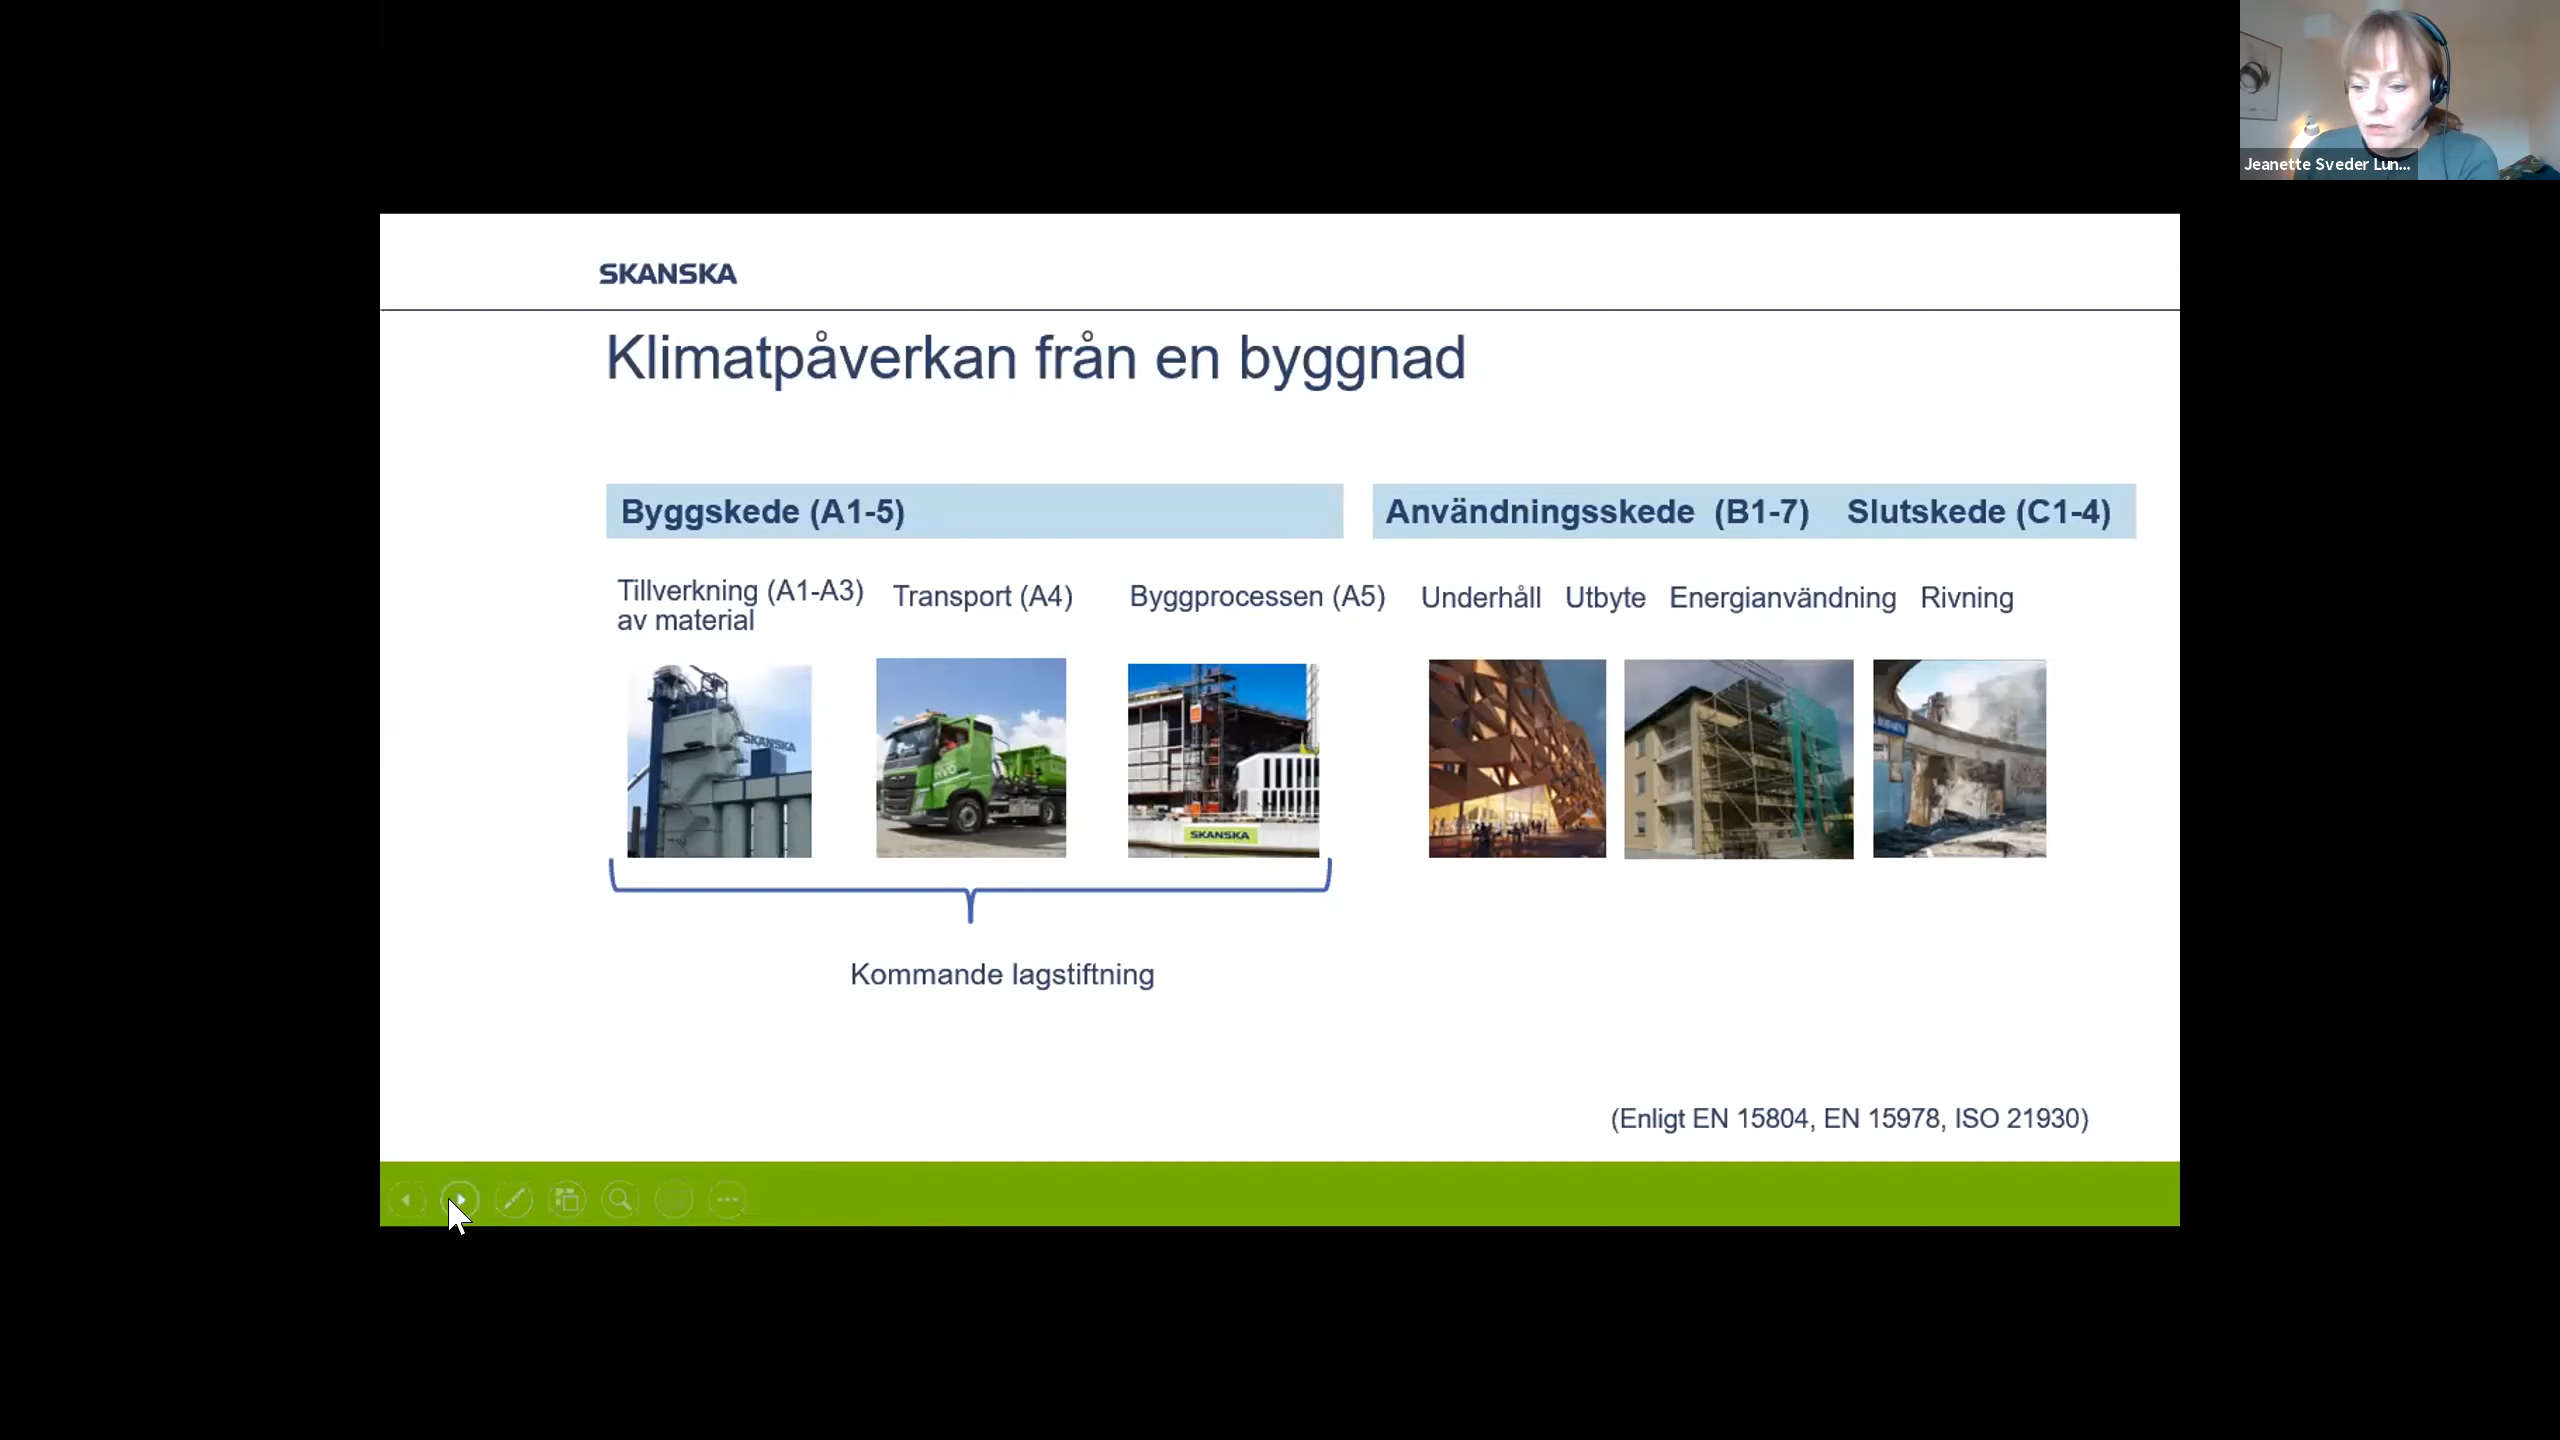 Jeanette Sveder Lun...
SKANSKA
Klimatpåverkan från en byggnad
Byggskede (A1-5)
Användningsskede (B1-7) Slutskede (C1-4)
Tillverkning (A1-A3)
av material
Transport (A4)
Byggprocessen (A5)
Underhåll Utbyte Energianvändning Rivning
SKANSKA
SKANSKA
Kommande lagstiftning
(Enligt EN 15804, EN 15978, ISO 21930)